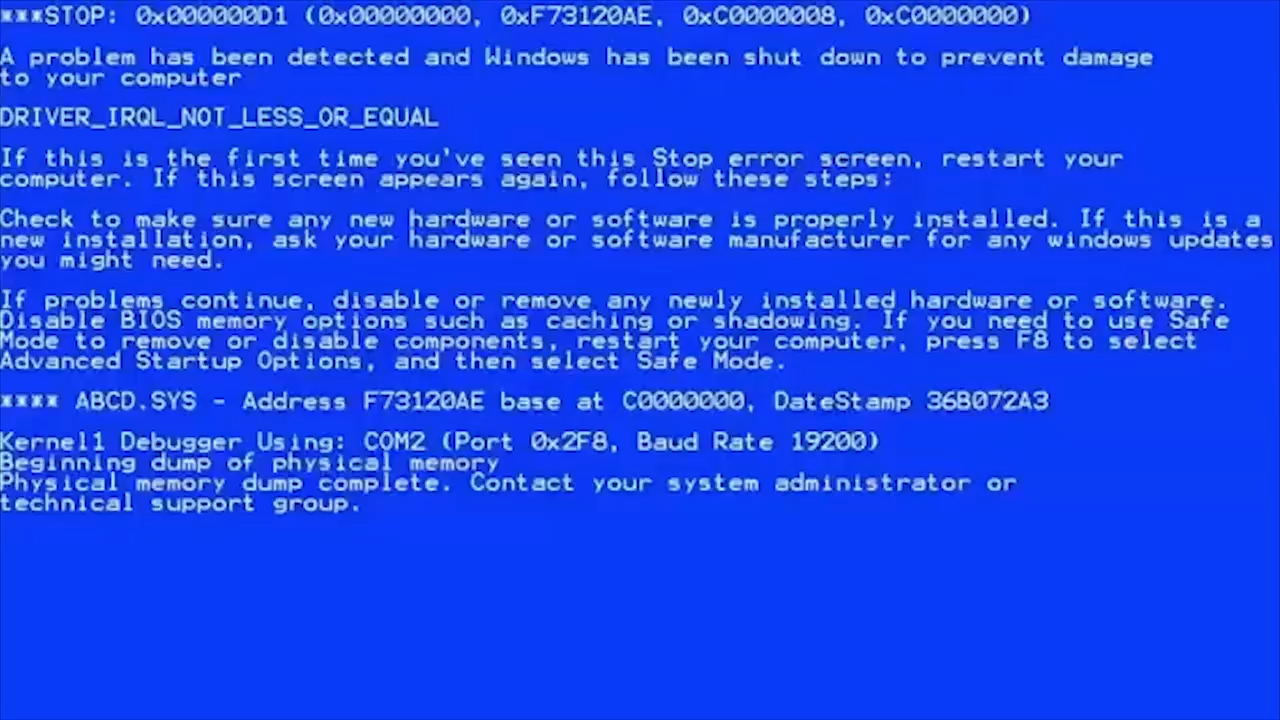 ***STOP: 0x000000D1 (0x00000000, 0xF73120AE, 0xC0000008, 0xC0000000)
A problem has been detected and Windows has been shut down to prevent damage
to your computer
DRIVER_IRQL_NOT_LESS_OR_EQUAL
If this is the first time you've seen this Stop error screen, restart your
computer. If this screen appears again, follow these steps:
Check to make sure any new hardware or software is properly installed. If this is a
new installation, ask your hardware or software manufacturer for any windows updates
you might need.
If problems continue, disable or remove any newly installed hardware or software.
Disable BIOS memory options such as caching or shadowing. If you need to use Safe
Mode to remove or disable components, restart your computer, press F8 to select
Advanced Startup Options, and then select Safe Mode.
**** ABCD.SYS - Address F73120AE base at C0000000, DateStamp 36B072A3
Kernel1 Debugger Using: COM2 (Port 0x2F8, Baud Rate 19200)
Beginning dump of physical memory
Physical memory dump complete. Contact your system administrator or
technical support group.